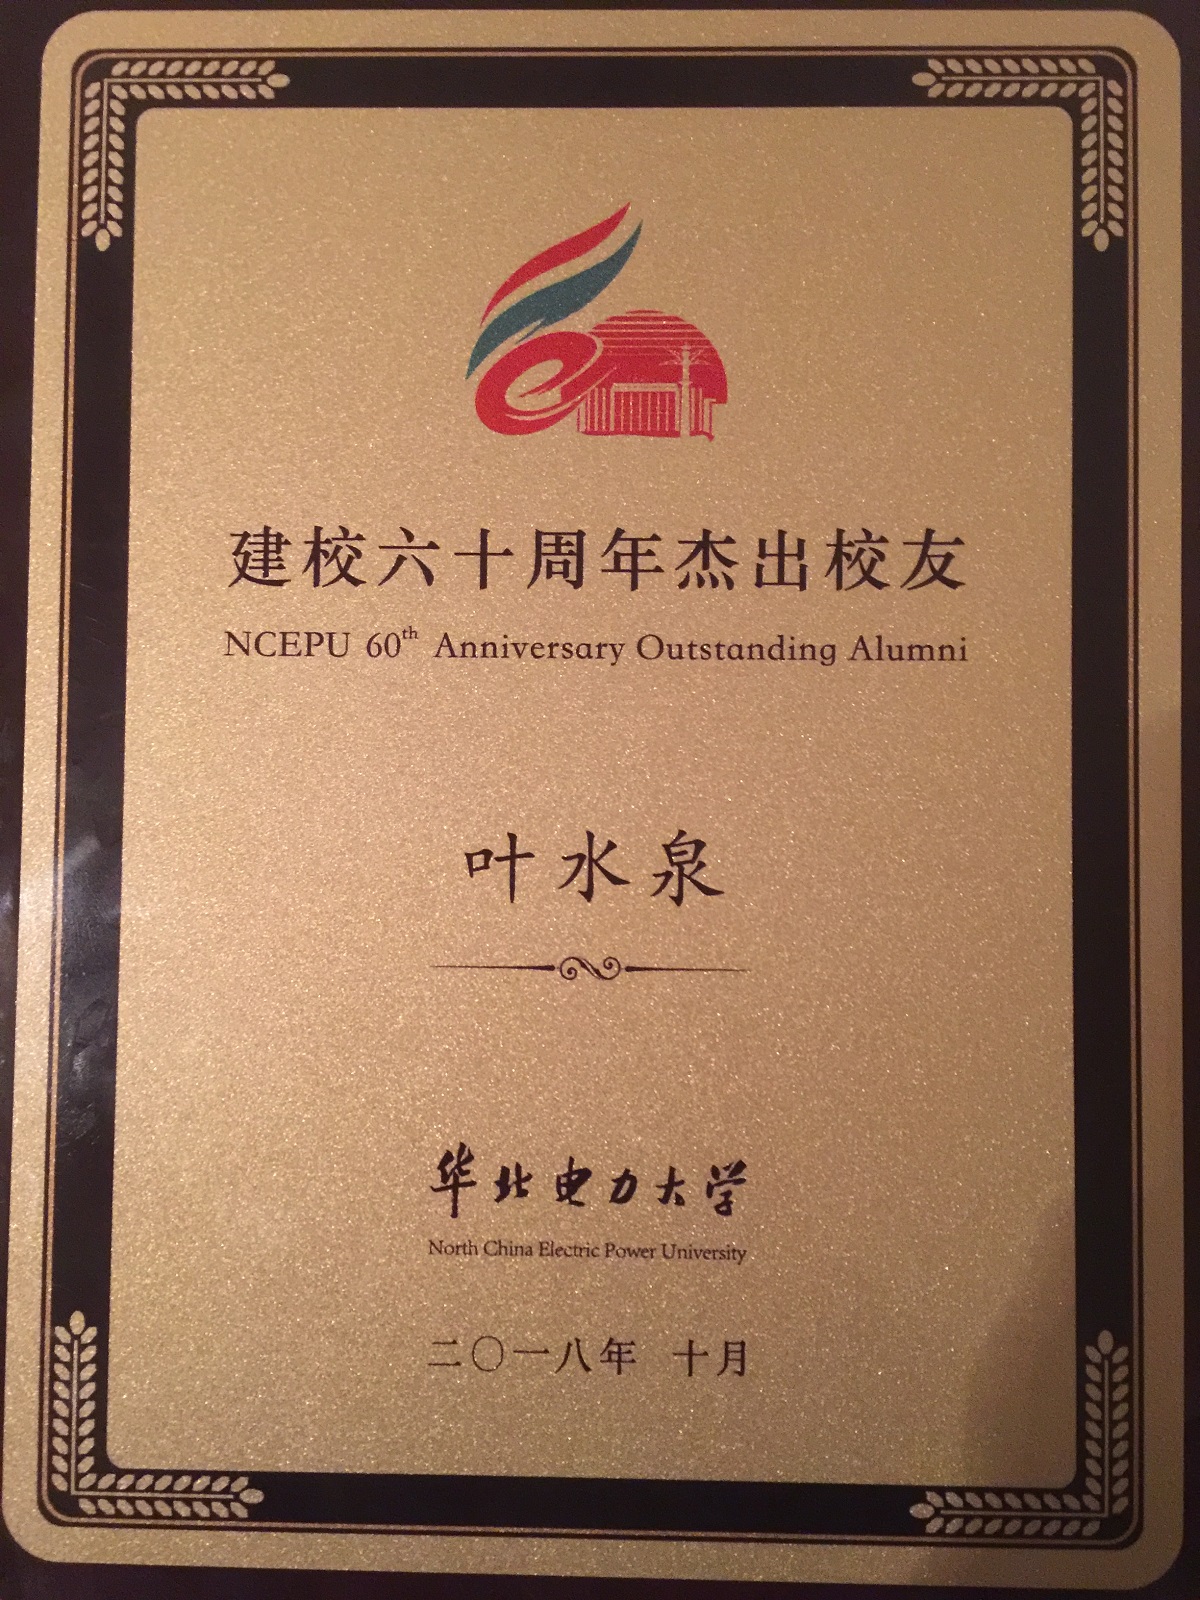 建校六十周年杰出校友
NCEPU 60th Anniversary Outstanding Alumni
叶水泉
华北电力大学
North China Electric Power University
二〇一八年 十月